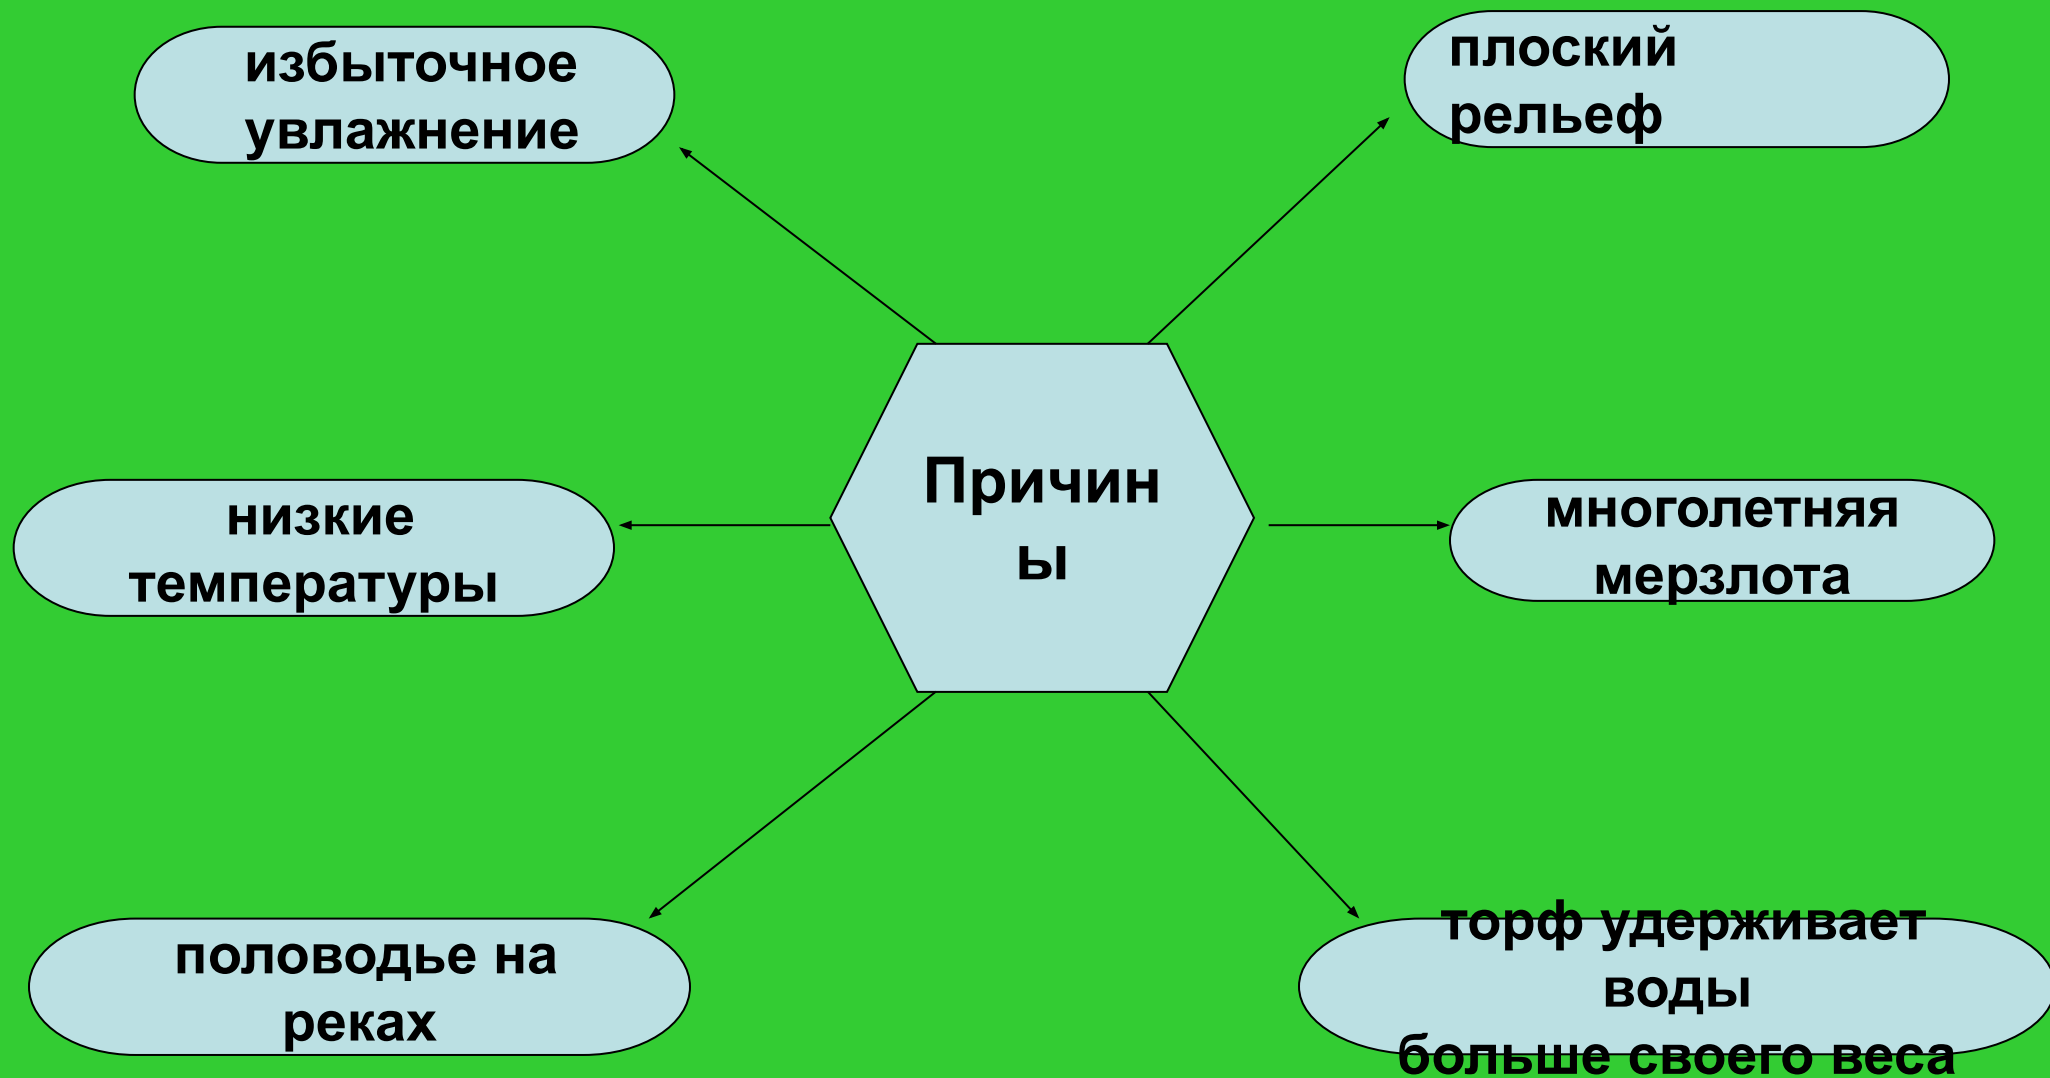 избыточное
увлажнение
плоский
рельеф
Причин
ы
низкие
температуры
многолетняя
мерзлота
половодье на
реках
торф удерживает
воды
больше своего веса